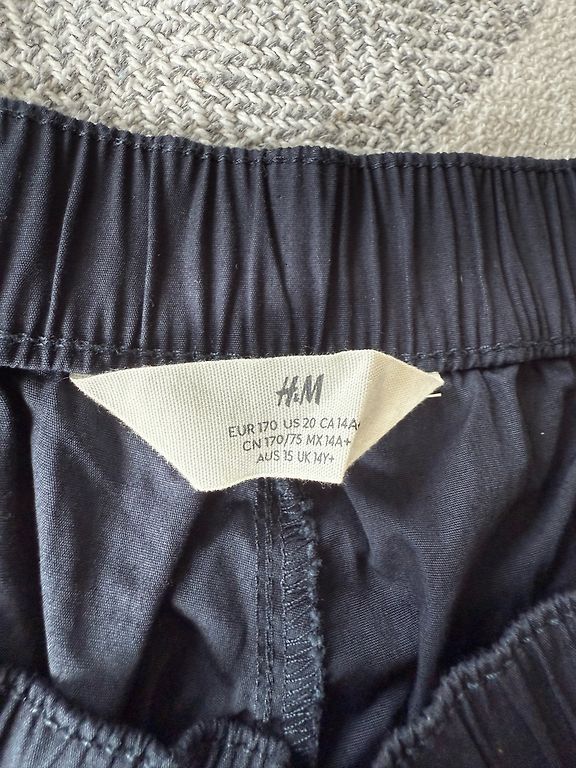 H&M
EUR 170 US 20 CA 14A+
CN 170/75 MX 14A+
AUS 15 UK 14Y+